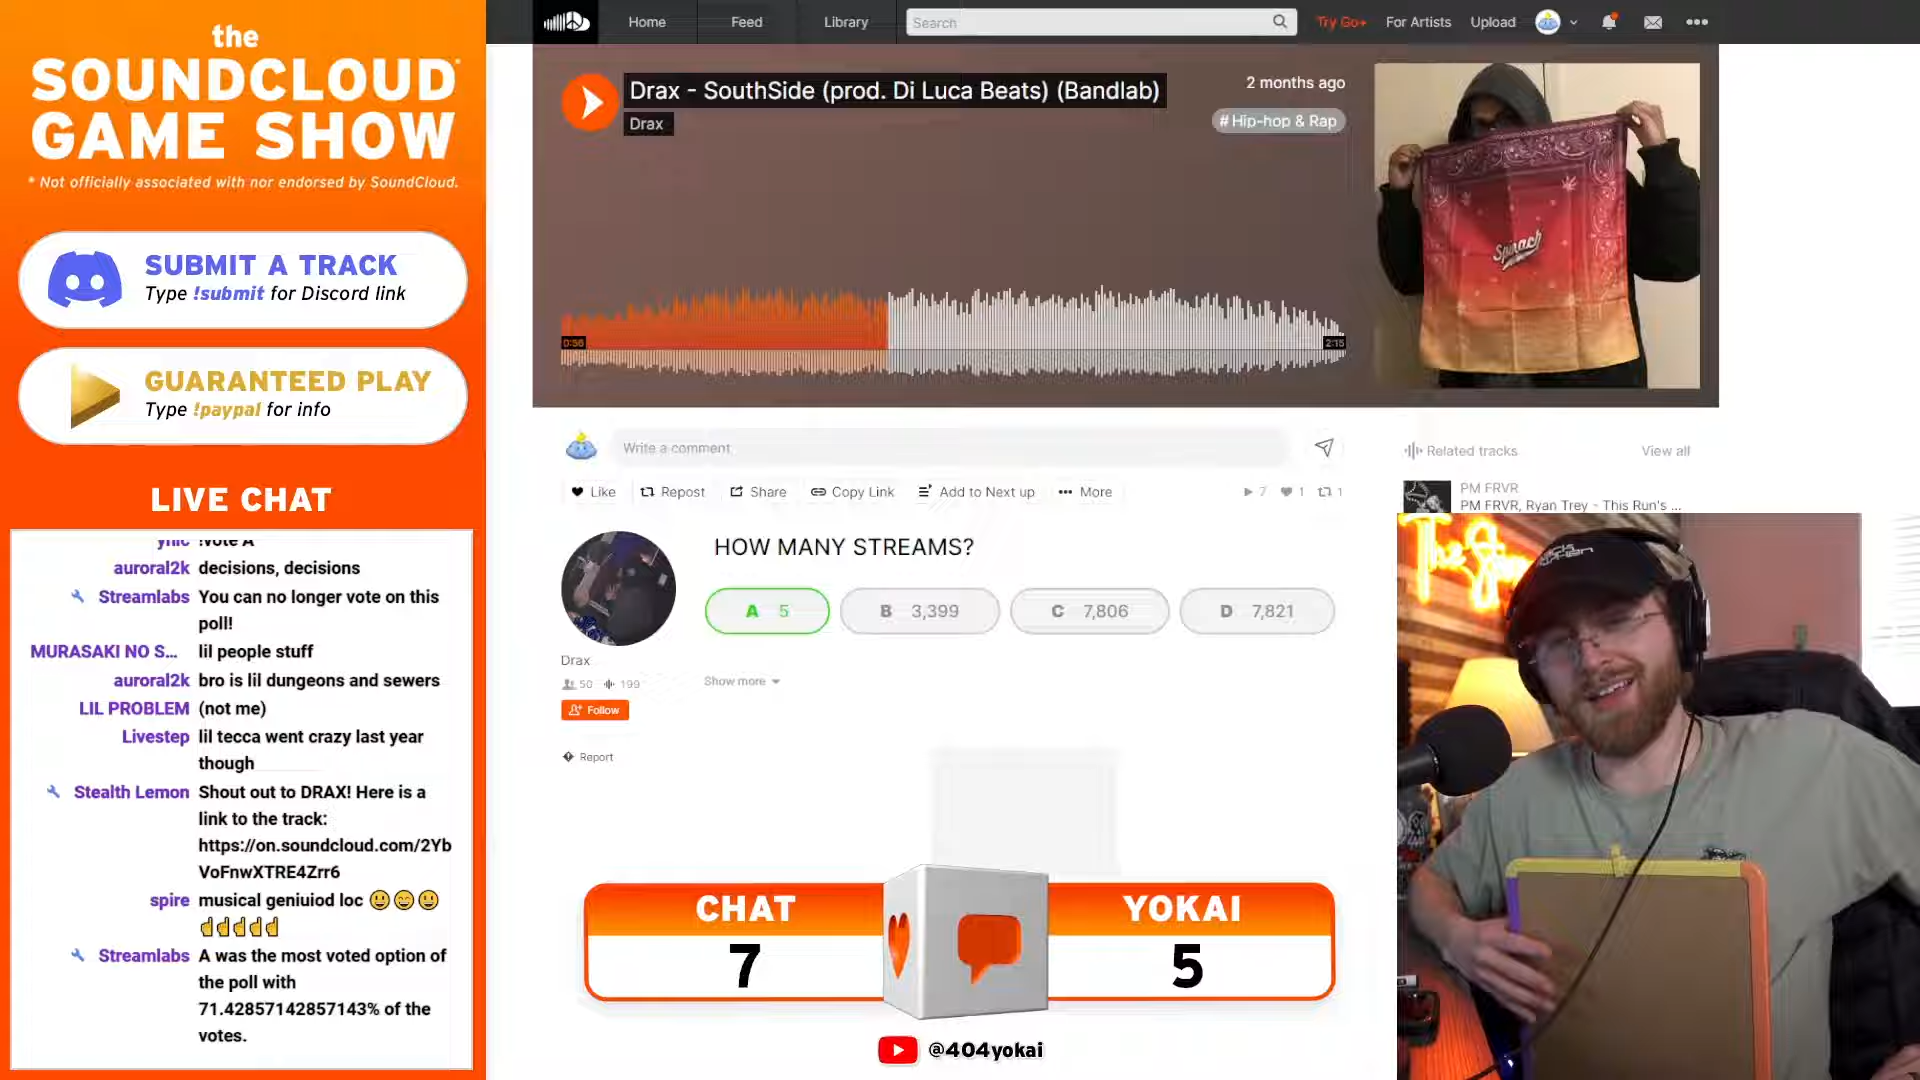 the
SOUNDCLOUD
GAME SHOW
* Not officially associated with nor endorsed by SoundCloud.
SUBMIT A TRACK
Type !submit for Discord link
GUARANTEED PLAY
Type !paypal for info
LIVE CHAT
yhic !vote A
auroral2k decisions, decisions
Streamlabs You can no longer vote on this
poll!
MURASAKI NO S... lil people stuff
auroral2k bro is lil dungeons and sewers
LIL PROBLEM (not me)
Livestep lil tecca went crazy last year
though
Stealth Lemon Shout out to DRAX! Here is a
link to the track:
https://on.soundcloud.com/2Yb
VoFnwXTRE4Zrr6
spire musical geniuiod loc 😃😄😃
☝️☝️☝️☝️☝️
Streamlabs A was the most voted option of
the poll with
71.42857142857143% of the
votes.
Home Feed Library Search Try Go+ For Artists Upload
Drax - SouthSide (prod. Di Luca Beats) (Bandlab)
Drax
2 months ago
# Hip-hop & Rap
0:56 2:15
Spinach
Write a comment
Like Repost Share Copy Link Add to Next up More 7 1 1
Related tracks View all
PM FRVR
PM FRVR, Ryan Trey - This Run's ...
HOW MANY STREAMS?
A 5 B 3,399 C 7,806 D 7,821
Drax
50 199
Show more
Follow
Report
CHAT YOKAI
7 5
@404yokai